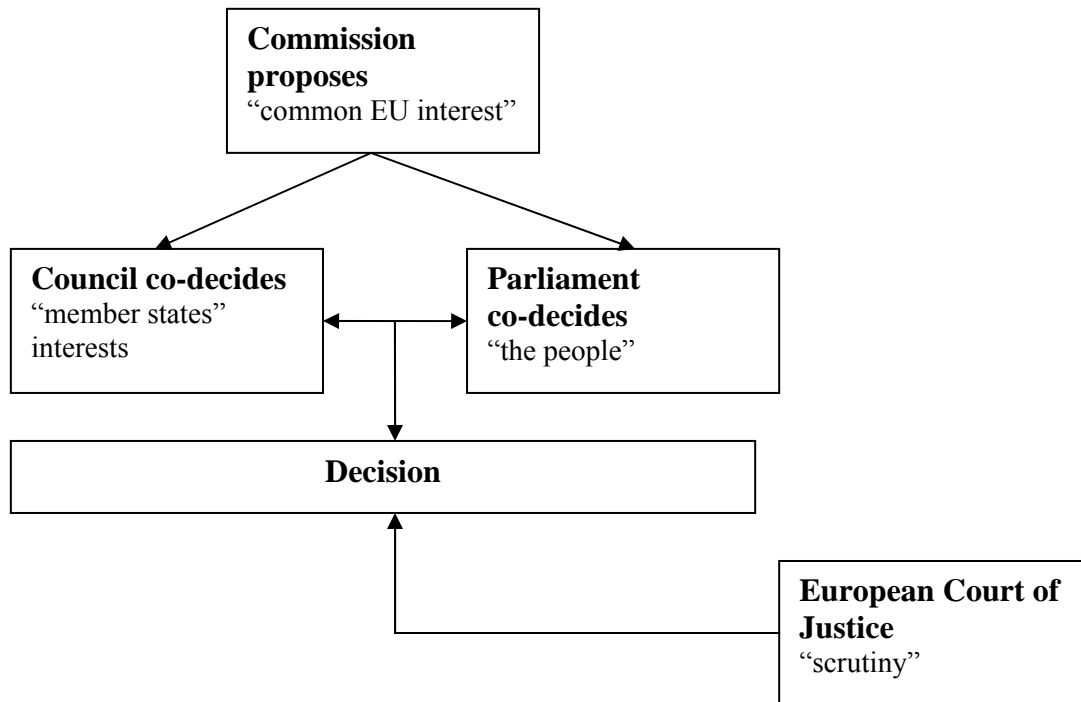 Commission
proposes
“common EU interest”
Council co-decides
“member states”
interests
Parliament
co-decides
“the people”
Decision
European Court of
Justice
“scrutiny”